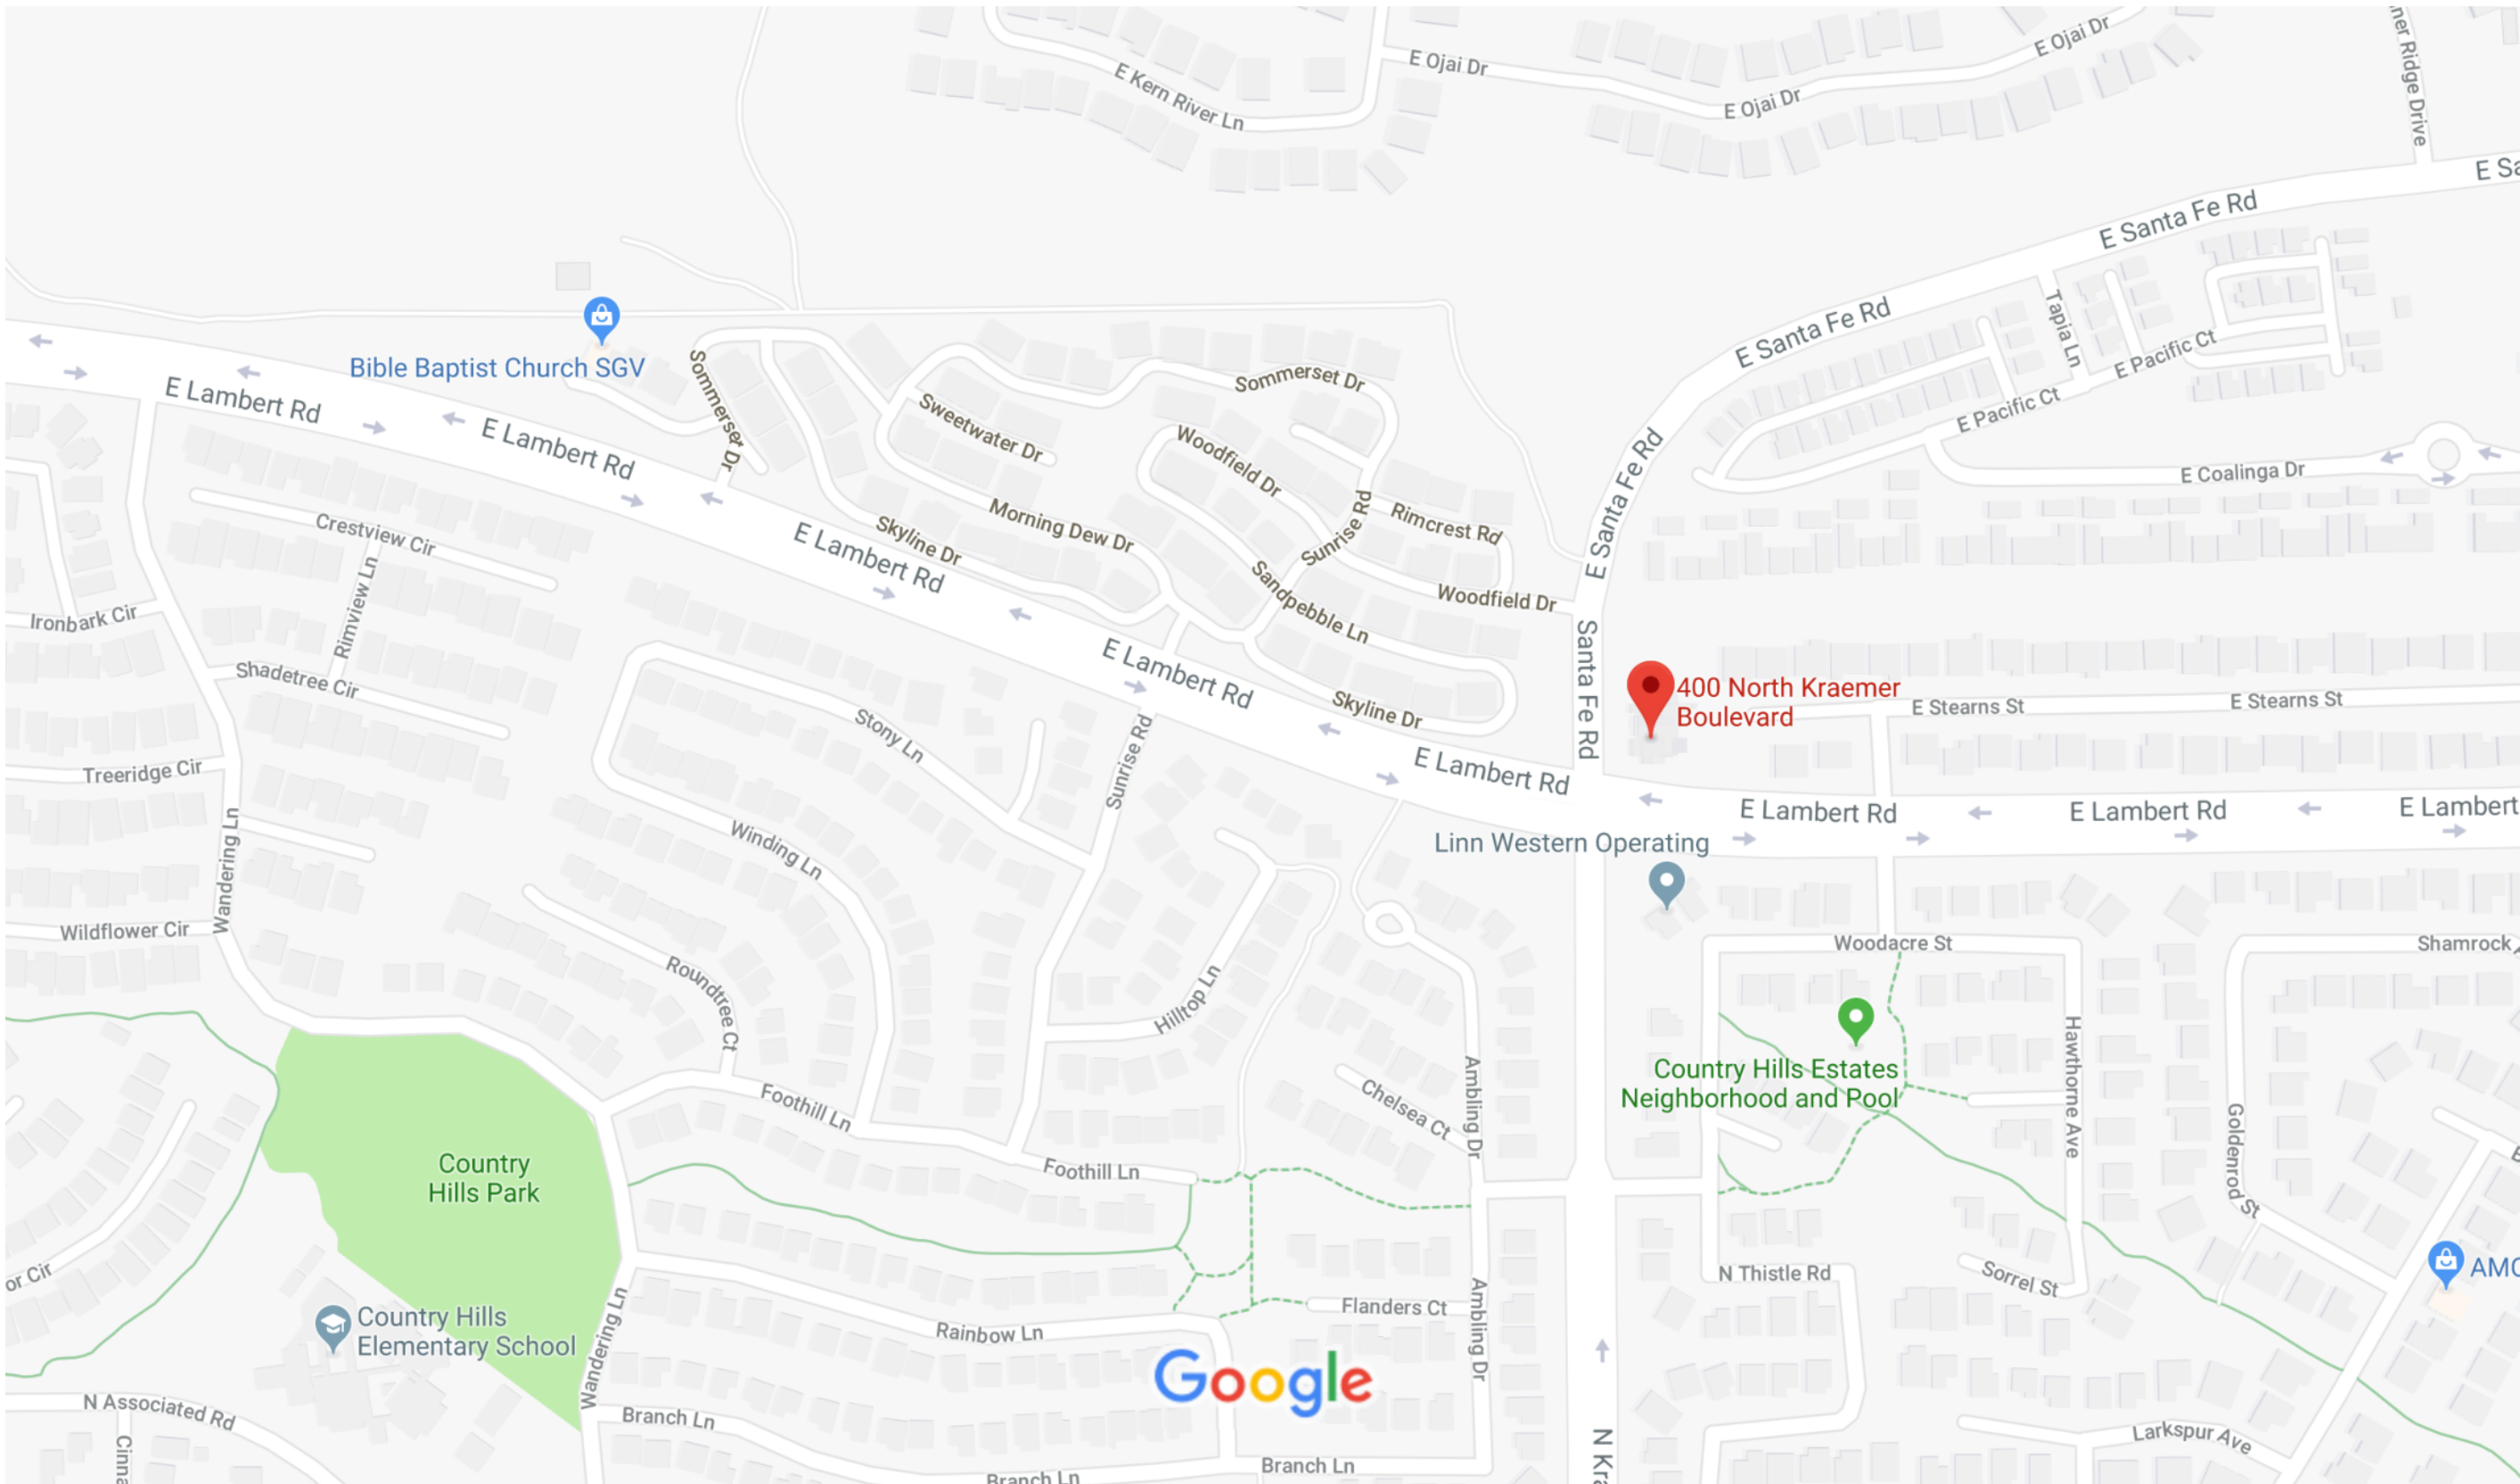 E Ojai Dr
E Ojai Dr
E Kern River Ln
E Ojai Dr
ner Ridge Drive
E Sa
E Santa Fe Rd
E Santa Fe Rd
Tapia Ln
E Pacific Ct
E Pacific Ct
Bible Baptist Church SGV
Sommerset Dr
Sommerset Dr
E Lambert Rd
E Lambert Rd
Sweetwater Dr
Woodfield Dr
E Santa Fe Rd
E Coalinga Dr
Crestview Cir
Morning Dew Dr
Skyline Dr
Sunrise Rd
Rimcrest Rd
E Lambert Rd
Rimview Ln
Sandpebble Ln
Woodfield Dr
Ironbark Cir
Shadetree Cir
E Lambert Rd
Santa Fe Rd
400 North Kraemer
Boulevard
E Stearns St
E Stearns St
Skyline Dr
Stony Ln
Sunrise Rd
Treeridge Cir
E Lambert Rd
E Lambert Rd
E Lambert Rd
E Lambert
Linn Western Operating
Winding Ln
Wandering Ln
Wildflower Cir
Woodacre St
Shamrock
Roundtree Ct
Hilltop Ln
Country Hills Estates
Neighborhood and Pool
Hawthorne Ave
Ambling Dr
Chelsea Ct
Foothill Ln
Foothill Ln
Goldenrod St
Country
Hills Park
or Cir
N Thistle Rd
Sorrel St
AMC
Flanders Ct
Ambling Dr
Country Hills
Elementary School
Rainbow Ln
Wandering Ln
Google
N Associated Rd
Cinna
Branch Ln
Branch Ln
Branch Ln
N Kra
Larkspur Ave